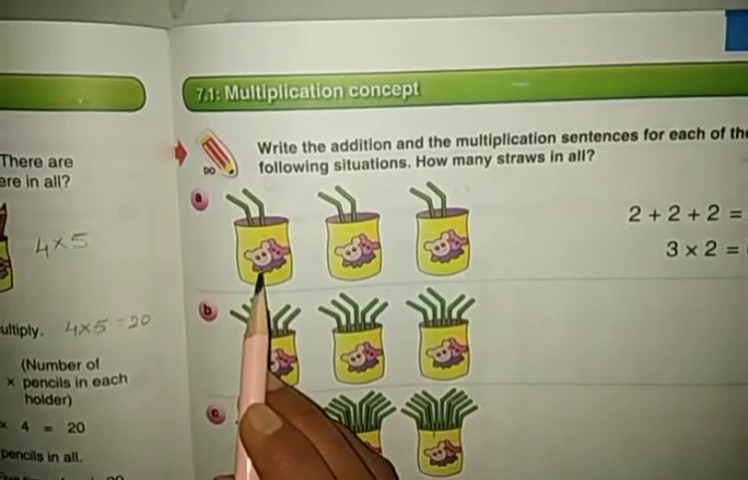 There are
are in all?
4×5
ultiply. 4×5=20
(Number of
× pencils in each
holder)
× 4 = 20
pencils in all.
7.1: Multiplication concept
DO
Write the addition and the multiplication sentences for each of the
following situations. How many straws in all?
a
2 + 2 + 2 =
3 × 2 =
b
c